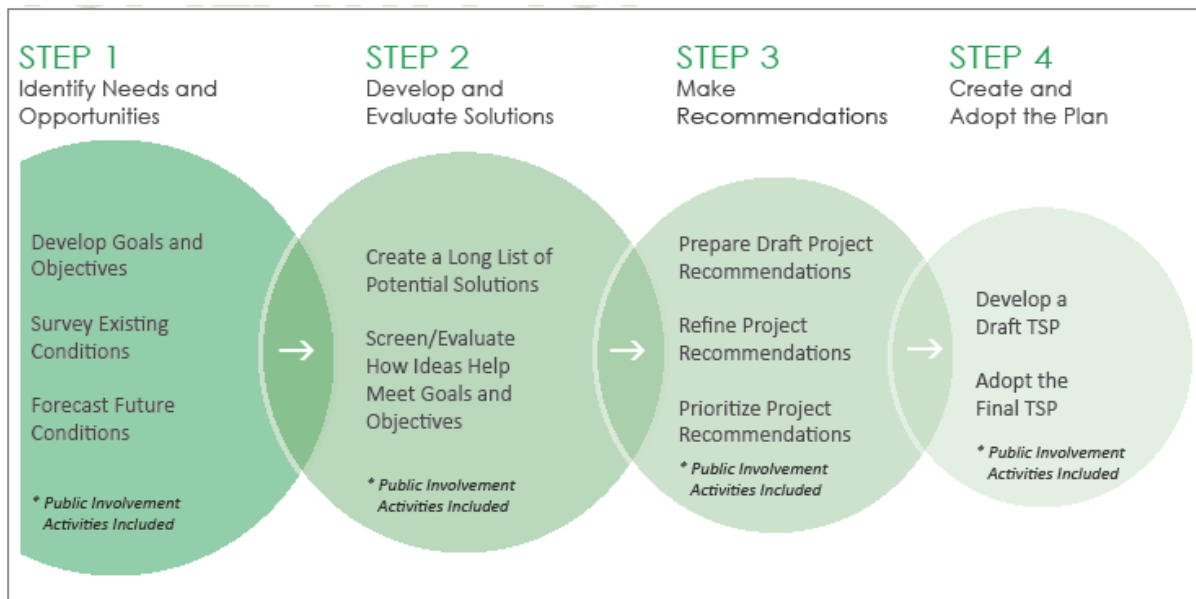 STEP 1
Identify Needs and
Opportunities
Develop Goals and
Objectives
Survey Existing
Conditions
Forecast Future
Conditions
* Public Involvement
Activities Included
STEP 2
Develop and
Evaluate Solutions
Create a Long List of
Potential Solutions
Screen/Evaluate
How Ideas Help
Meet Goals and
Objectives
* Public Involvement
Activities Included
STEP 3
Make
Recommendations
Prepare Draft Project
Recommendations
Refine Project
Recommendations
Prioritize Project
Recommendations
* Public Involvement
Activities Included
STEP 4
Create and
Adopt the Plan
Develop a
Draft TSP
Adopt the
Final TSP
* Public Involvement
Activities Included